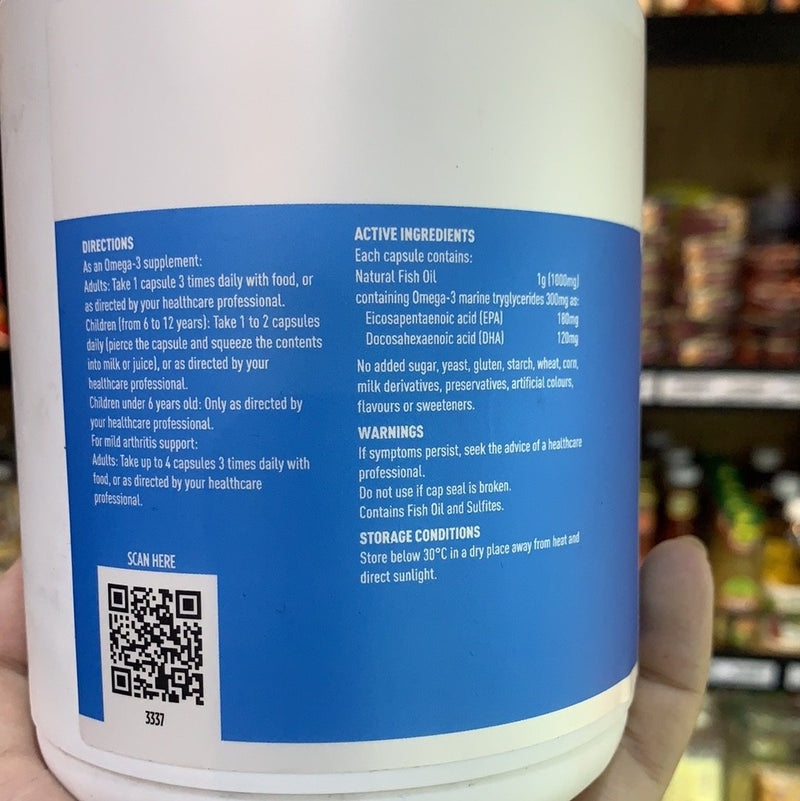 DIRECTIONS
As an Omega-3 supplement:
Adults: Take 1 capsule 3 times daily with food, or
as directed by your healthcare professional.
Children (from 6 to 12 years): Take 1 to 2 capsules
daily (pierce the capsule and squeeze the contents
into milk or juice), or as directed by your
healthcare professional.
Children under 6 years old: Only as directed by
your healthcare professional.
For mild arthritis support:
Adults: Take up to 4 capsules 3 times daily with
food, or as directed by your healthcare
professional.
SCAN HERE
3337
ACTIVE INGREDIENTS
Each capsule contains:
Natural Fish Oil 1g (1000mg)
containing Omega-3 marine tryglycerides 300mg as:
Eicosapentaenoic acid (EPA) 180mg
Docosahexaenoic acid (DHA) 120mg
No added sugar, yeast, gluten, starch, wheat, corn,
milk derivatives, preservatives, artificial colours,
flavours or sweeteners.
WARNINGS
If symptoms persist, seek the advice of a healthcare
professional.
Do not use if cap seal is broken.
Contains Fish Oil and Sulfites.
STORAGE CONDITIONS
Store below 30°C in a dry place away from heat and
direct sunlight.